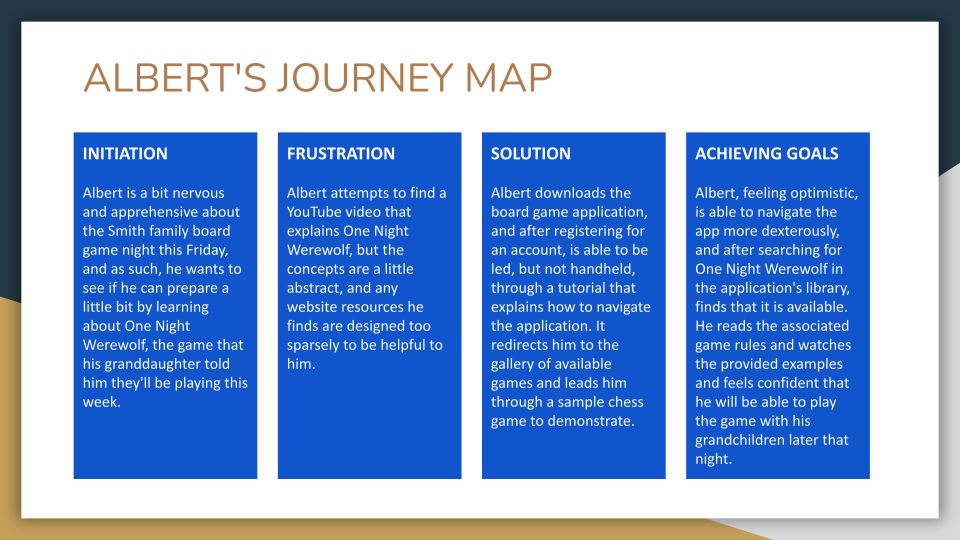 ALBERT'S JOURNEY MAP
INITIATION
Albert is a bit nervous
and apprehensive about
the Smith family board
game night this Friday,
and as such, he wants to
see if he can prepare a
little bit by learning
about One Night
Werewolf, the game that
his granddaughter told
him they'll be playing this
week.
FRUSTRATION
Albert attempts to find a
YouTube video that
explains One Night
Werewolf, but the
concepts are a little
abstract, and any
website resources he
finds are designed too
sparsely to be helpful to
him.
SOLUTION
Albert downloads the
board game application,
and after registering for
an account, is able to be
led, but not handheld,
through a tutorial that
explains how to navigate
the application. It
redirects him to the
gallery of available
games and leads him
through a sample chess
game to demonstrate.
ACHIEVING GOALS
Albert, feeling optimistic,
is able to navigate the
app more dexterously,
and after searching for
One Night Werewolf in
the application's library,
finds that it is available.
He reads the associated
game rules and watches
the provided examples
and feels confident that
he will be able to play
the game with his
grandchildren later that
night.